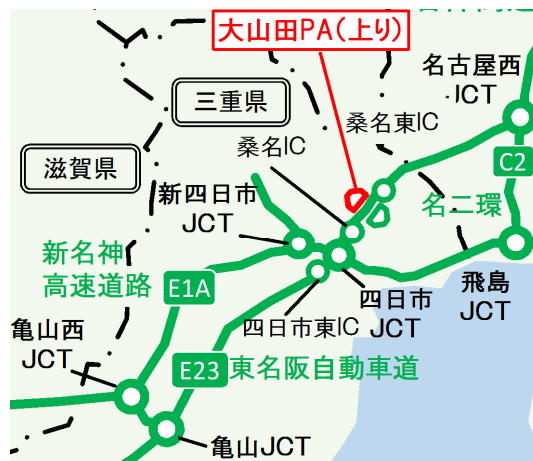 大山田PA(上り)
名古屋西
JCT
三重県
桑名東IC
桑名IC
滋賀県
C2
新四日市
JCT
名二環
新名神
高速道路
E1A
飛島
JCT
四日市
JCT
四日市東IC
亀山西
JCT
E23
東名阪自動車道
亀山JCT